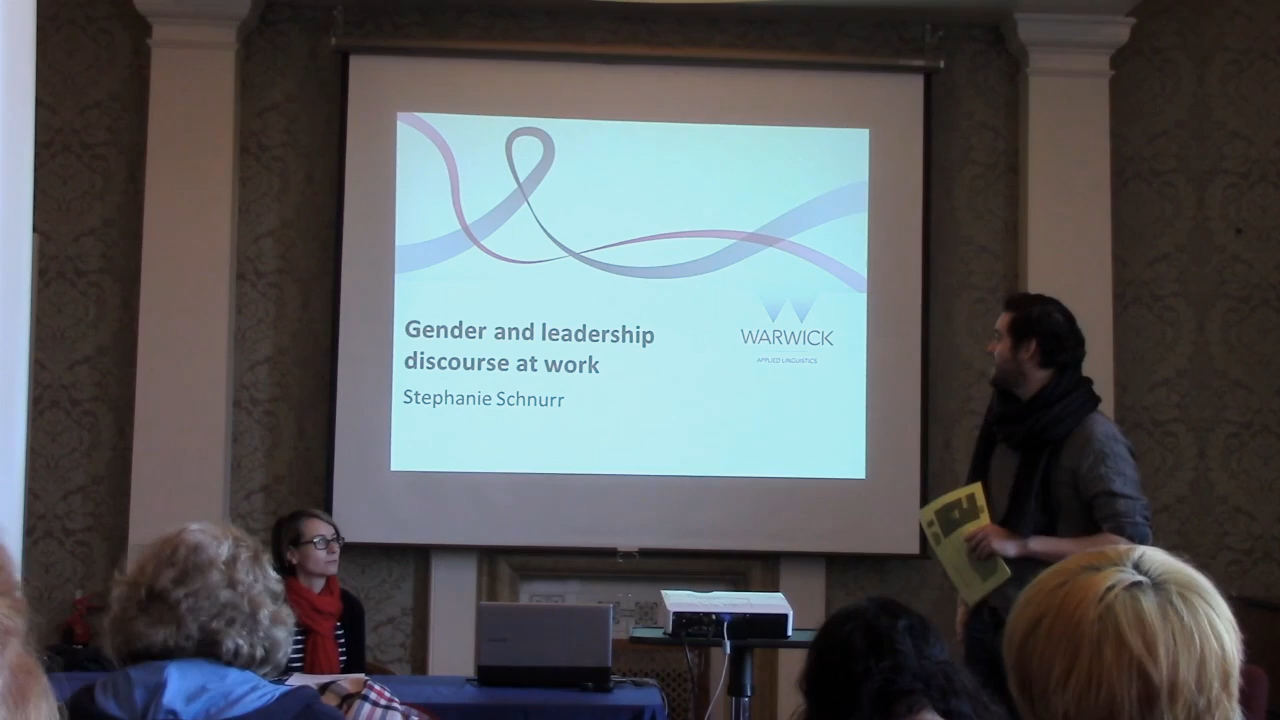 Gender and leadership
discourse at work
Stephanie Schnurr
WARWICK
APPLIED LINGUISTICS